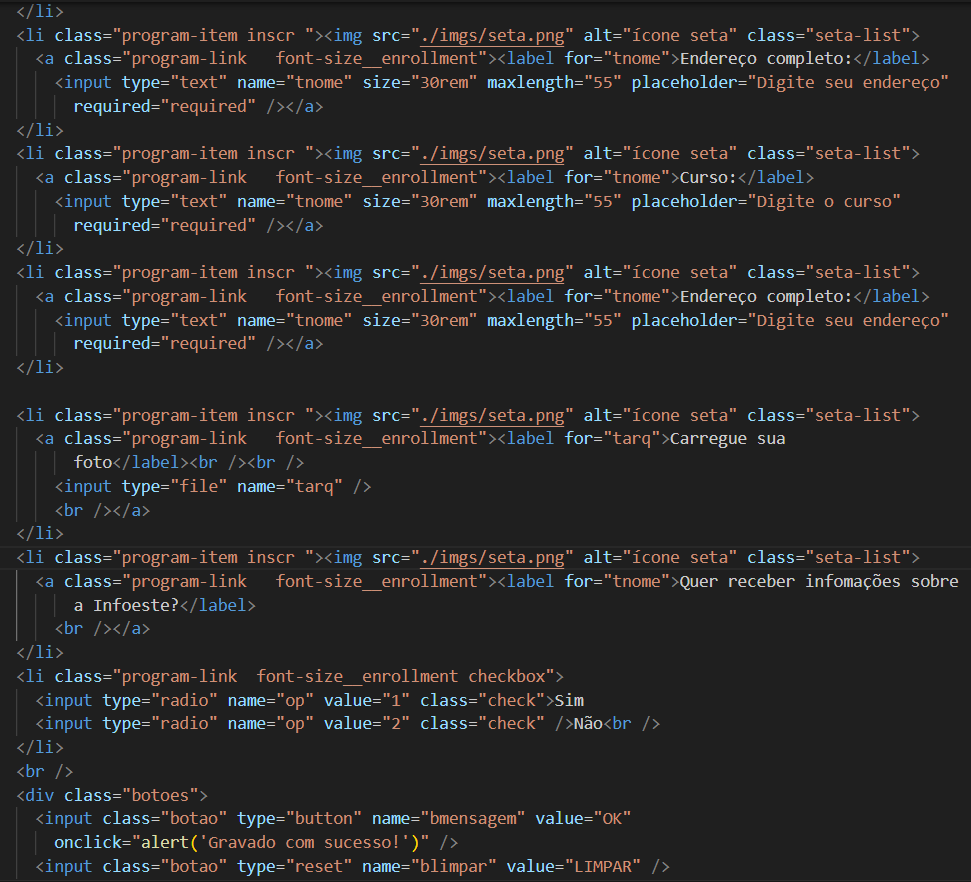 </li>
<li class="program-item inscr "><img src="./imgs/seta.png" alt="ícone seta" class="seta-list">
<a class="program-link   font-size__enrollment"><label for="tnome">Endereço completo:</label>
<input type="text" name="tnome" size="30rem" maxlength="55" placeholder="Digite seu endereço"
required="required" /></a>
</li>
<li class="program-item inscr "><img src="./imgs/seta.png" alt="ícone seta" class="seta-list">
<a class="program-link   font-size__enrollment"><label for="tnome">Curso:</label>
<input type="text" name="tnome" size="30rem" maxlength="55" placeholder="Digite o curso"
required="required" /></a>
</li>
<li class="program-item inscr "><img src="./imgs/seta.png" alt="ícone seta" class="seta-list">
<a class="program-link   font-size__enrollment"><label for="tnome">Endereço completo:</label>
<input type="text" name="tnome" size="30rem" maxlength="55" placeholder="Digite seu endereço"
required="required" /></a>
</li>
<li class="program-item inscr "><img src="./imgs/seta.png" alt="ícone seta" class="seta-list">
<a class="program-link   font-size__enrollment"><label for="tarq">Carregue sua
foto</label><br /><br />
<input type="file" name="tarq" />
<br /></a>
</li>
<li class="program-item inscr "><img src="./imgs/seta.png" alt="ícone seta" class="seta-list">
<a class="program-link   font-size__enrollment"><label for="tnome">Quer receber infomações sobre
a Infoeste?</label>
<br /></a>
</li>
<li class="program-link  font-size__enrollment checkbox">
<input type="radio" name="op" value="1" class="check">Sim
<input type="radio" name="op" value="2" class="check" />Não<br />
</li>
<br />
<div class="botoes">
<input class="botao" type="button" name="bmensagem" value="OK"
onclick="alert('Gravado com sucesso!')" />
<input class="botao" type="reset" name="blimpar" value="LIMPAR" />